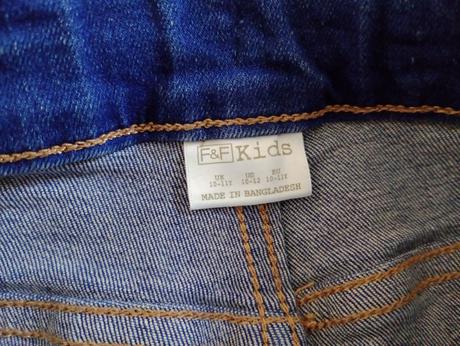 F&F Kids
UK US EU
10-11Y 10-12 10-11Y
MADE IN BANGLADESH